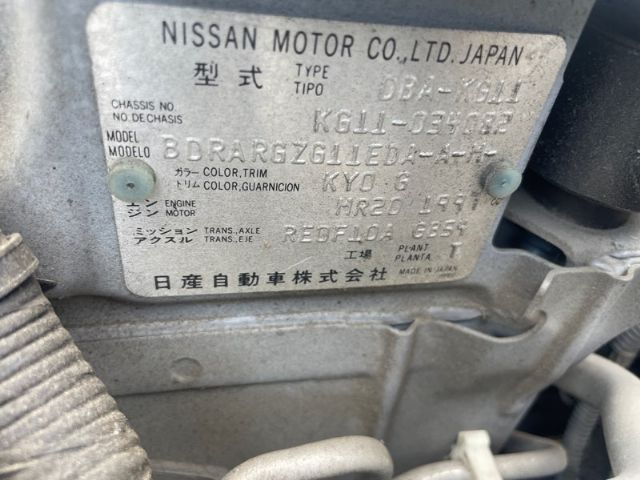 NISSAN MOTOR CO.,LTD.JAPAN
型式 TYPE TIPO DBA-KG11
CHASSIS NO. NO.DE CHASIS KG11-034082
MODEL MODELO BDRARGZG11EDA-A-M-
カラー COLOR,TRIM トリム COLOR,GUARNICION KY0 G
エンジン ENGINE MOTOR MR20 1997 cc
ミッション アクスル TRANS.,AXLE TRANS.,EJE RE0F10A GB54
工場 PLANT PLANTA T
日産自動車株式会社 MADE IN JAPAN